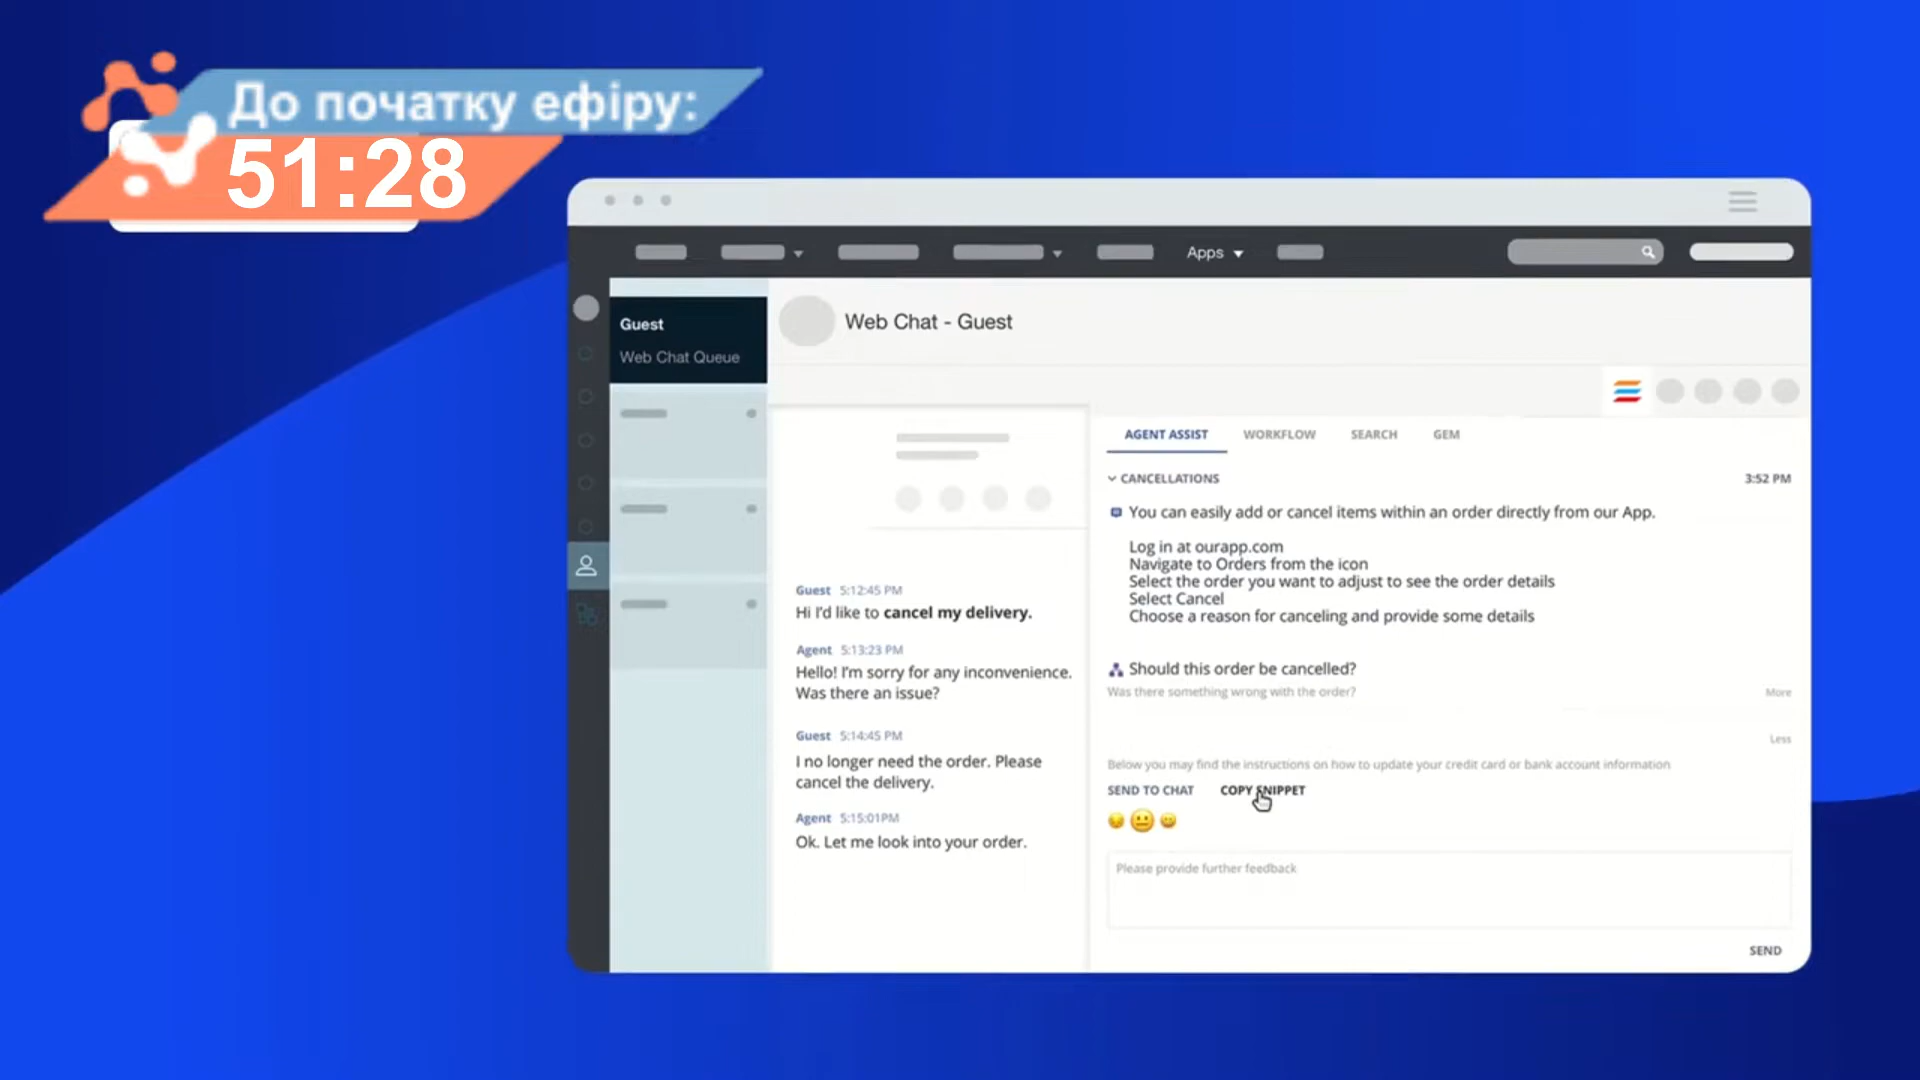 До початку ефіру:
51:28
Apps
Guest
Web Chat Queue
Web Chat - Guest
AGENT ASSIST WORKFLOW SEARCH GEM
CANCELLATIONS 3:52 PM
You can easily add or cancel items within an order directly from our App.
Log in at ourapp.com
Navigate to Orders from the icon
Select the order you want to adjust to see the order details
Select Cancel
Choose a reason for canceling and provide some details
Should this order be cancelled?
Was there something wrong with the order? More
Less
Below you may find the instructions on how to update your credit card or bank account information
SEND TO CHAT COPY SNIPPET
Please provide further feedback
SEND
Guest 5:12:45 PM
Hi I'd like to cancel my delivery.
Agent 5:13:23 PM
Hello! I'm sorry for any inconvenience.
Was there an issue?
Guest 5:14:45 PM
I no longer need the order. Please
cancel the delivery.
Agent 5:15:01PM
Ok. Let me look into your order.